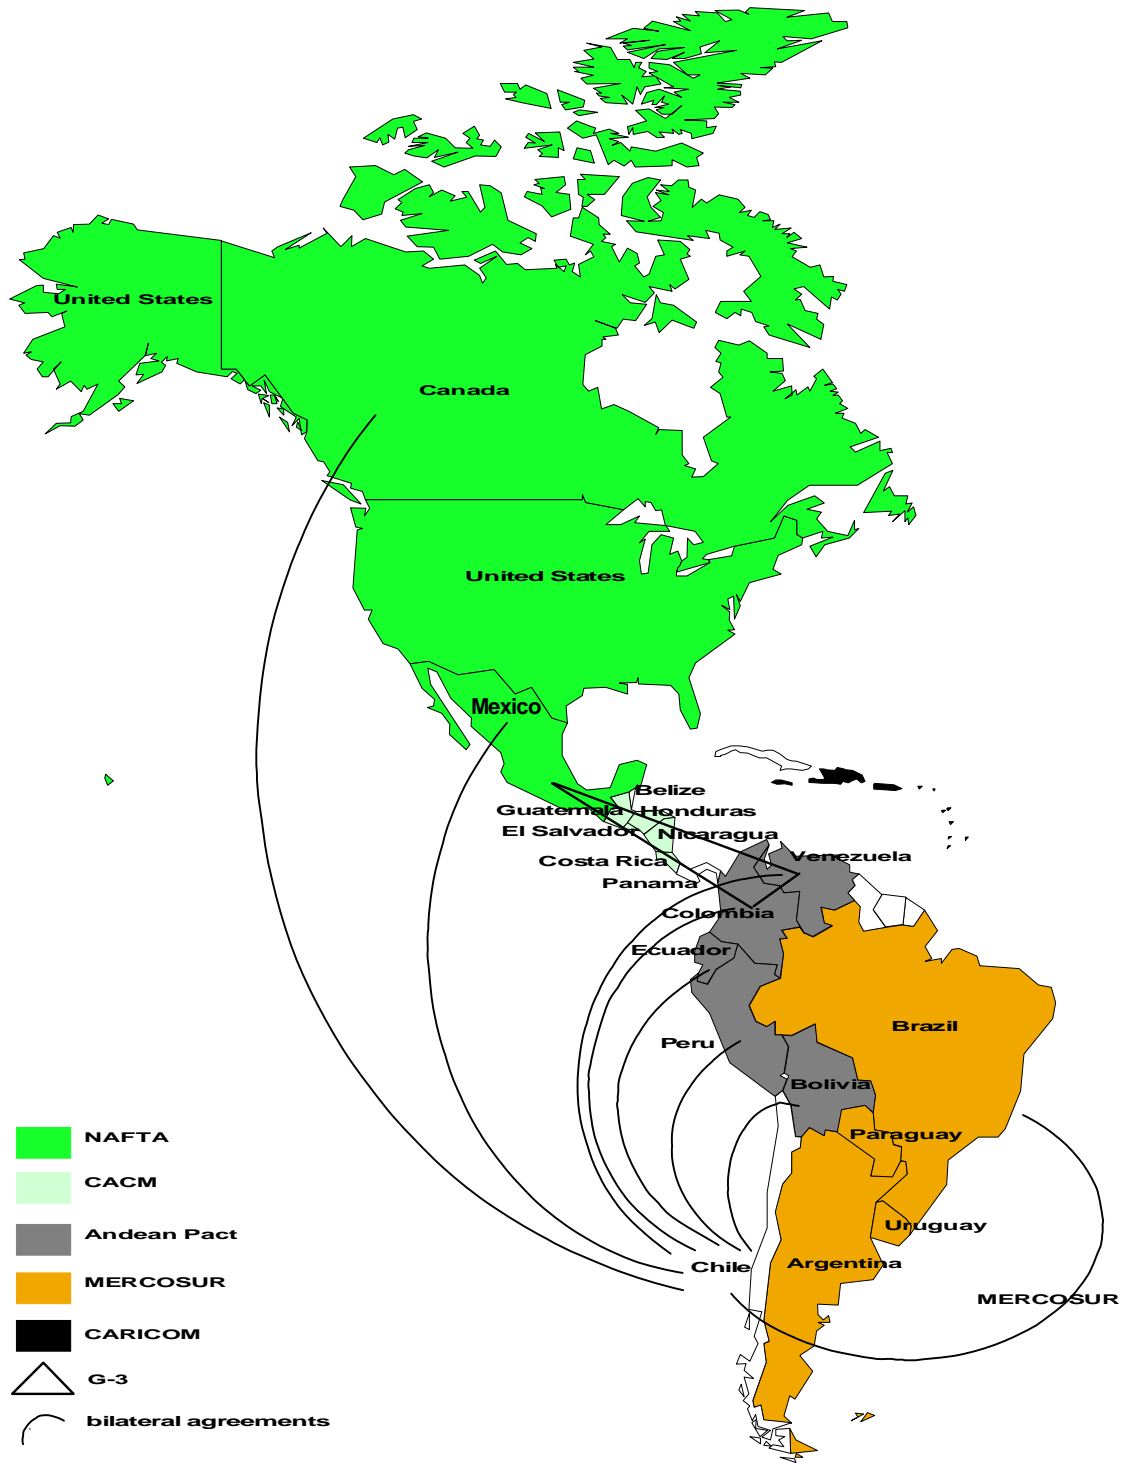 United States
Canada
United States
Mexico
Belize
Guatemala Honduras
El Salvador Nicaragua
Costa Rica Venezuela
Panama
Colombia
Ecuador
Brazil
Peru
Bolivia
Paraguay
Uruguay
Chile Argentina
MERCOSUR
NAFTA
CACM
Andean Pact
MERCOSUR
CARICOM
G-3
bilateral agreements